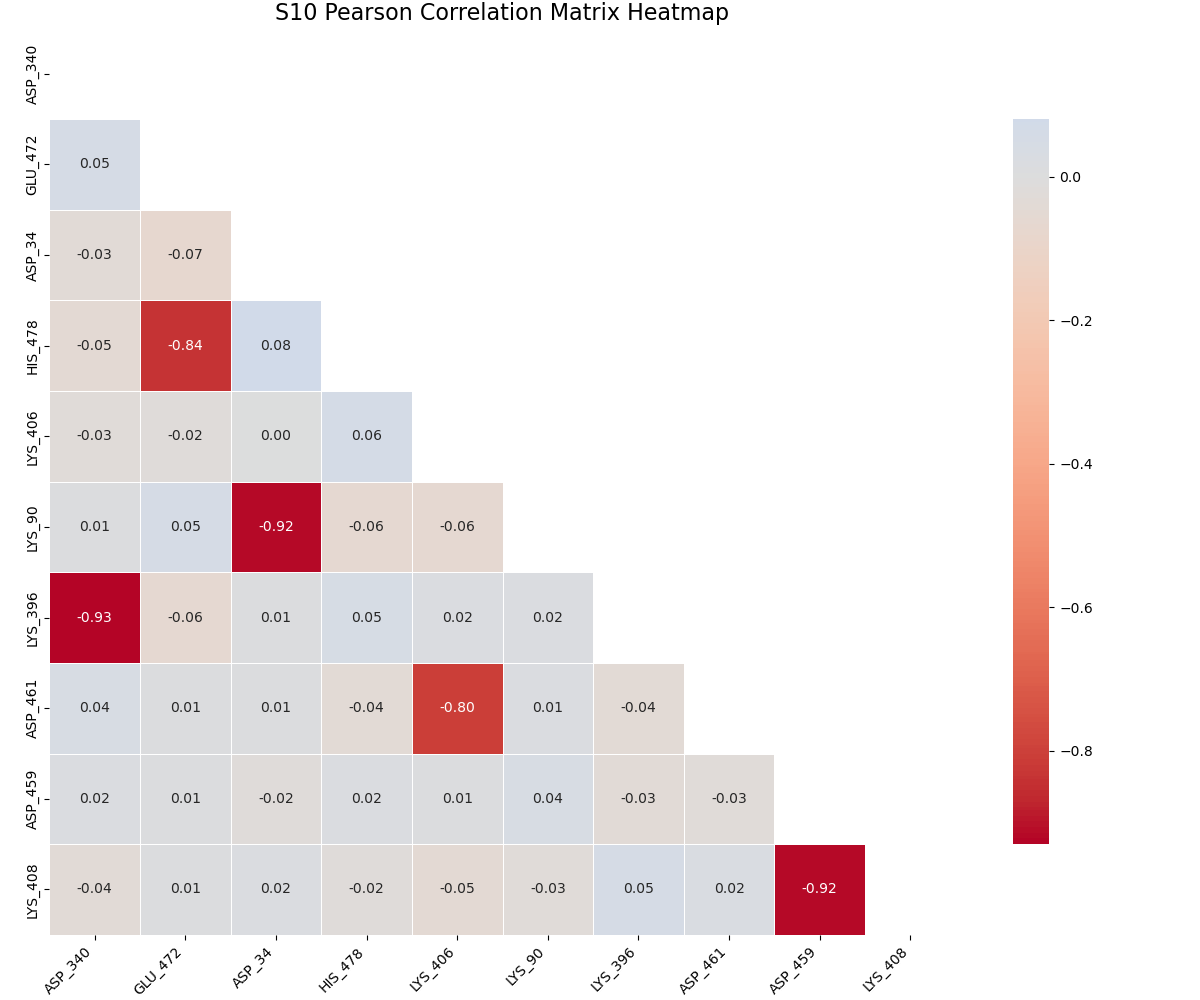 S10 Pearson Correlation Matrix Heatmap
ASP_340
GLU_472 0.05
ASP_34 -0.03 -0.07
HIS_478 -0.05 -0.84 0.08
LYS_406 -0.03 -0.02 0.00 0.06
LYS_90 0.01 0.05 -0.92 -0.06 -0.06
LYS_396 -0.93 -0.06 0.01 0.05 0.02 0.02
ASP_461 0.04 0.01 0.01 -0.04 -0.80 0.01 -0.04
ASP_459 0.02 0.01 -0.02 0.02 0.01 0.04 -0.03 -0.03
LYS_408 -0.04 0.01 0.02 -0.02 -0.05 -0.03 0.05 0.02 -0.92
ASP_340 GLU_472 ASP_34 HIS_478 LYS_406 LYS_90 LYS_396 ASP_461 ASP_459 LYS_408
0.0
−0.2
−0.4
−0.6
−0.8